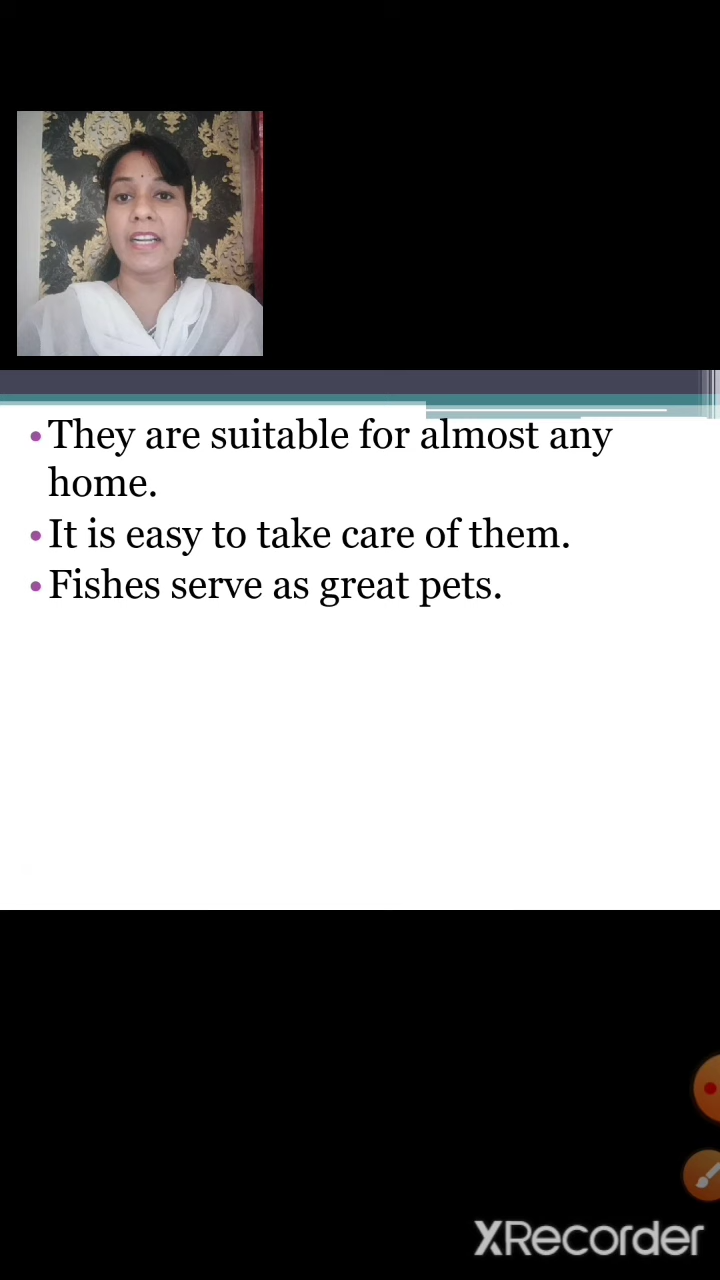 •They are suitable for almost any
home.
•It is easy to take care of them.
•Fishes serve as great pets.
XRecorder